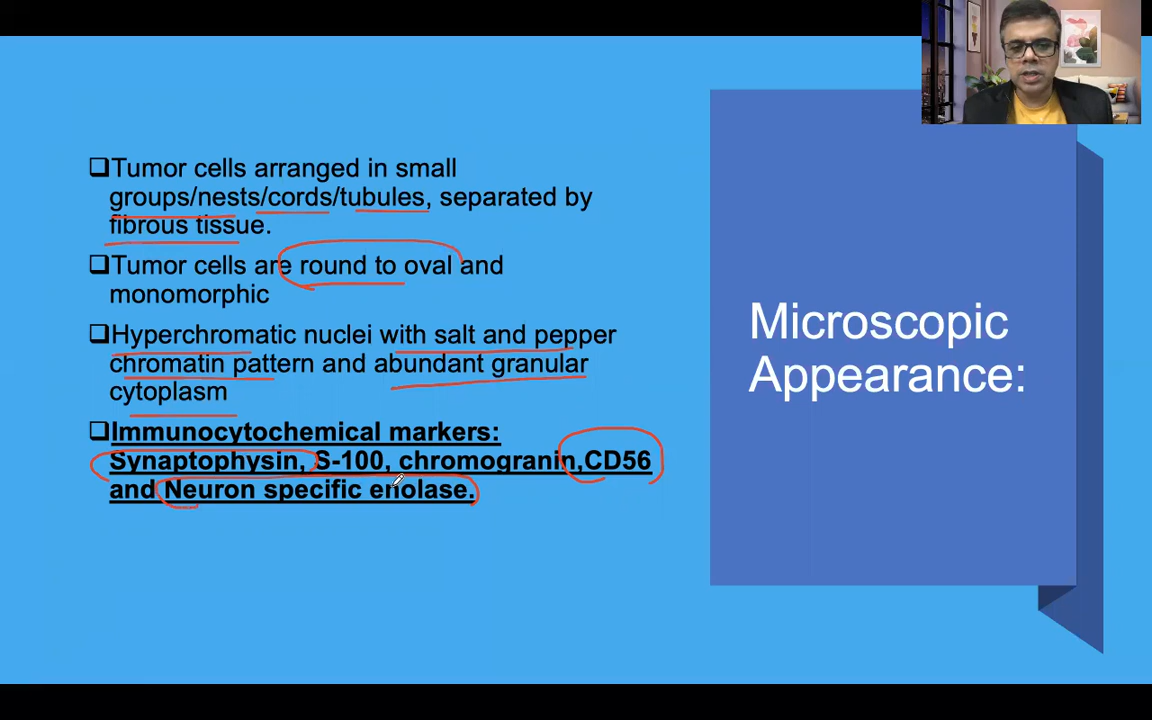 ❑Tumor cells arranged in small
groups/nests/cords/tubules, separated by
fibrous tissue.
❑Tumor cells are round to oval and
monomorphic
❑Hyperchromatic nuclei with salt and pepper
chromatin pattern and abundant granular
cytoplasm
❑Immunocytochemical markers:
Synaptophysin, S-100, chromogranin,CD56
and Neuron specific enolase.
Microscopic
Appearance: